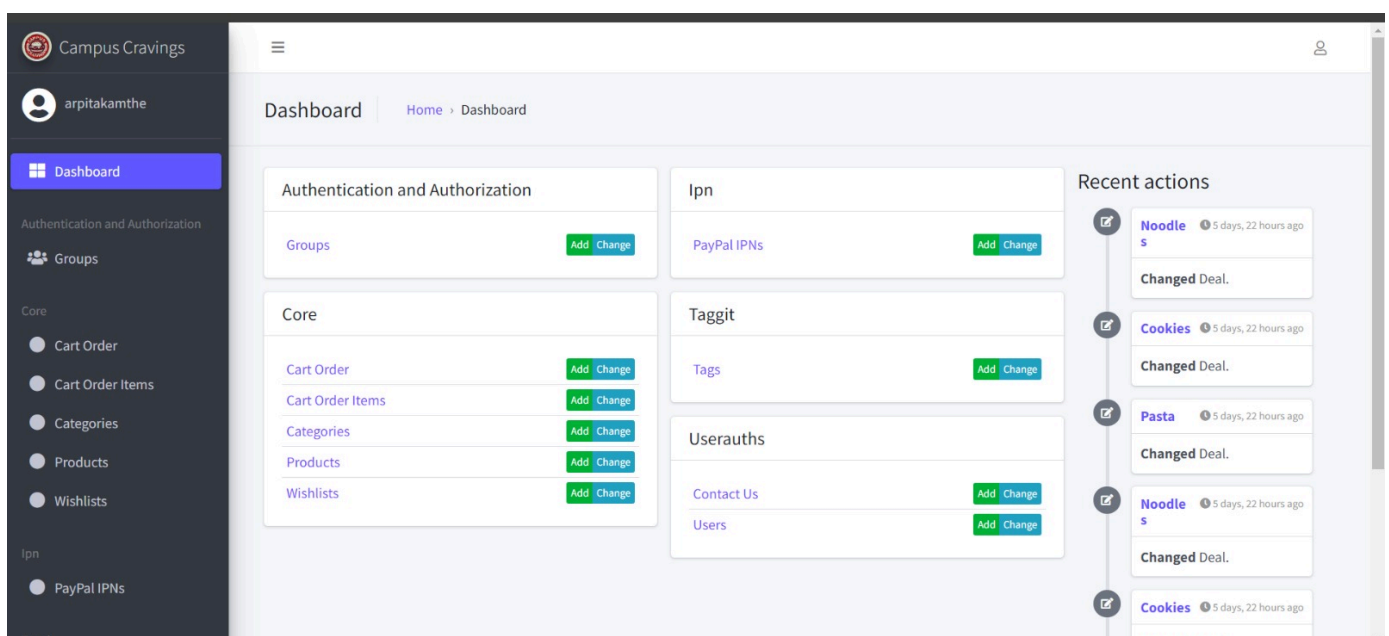 Campus Cravings
arpitakamthe
Dashboard
Authentication and Authorization
Groups
Core
Cart Order
Cart Order Items
Categories
Products
Wishlists
Ipn
PayPal IPNs
Dashboard
Home › Dashboard
Authentication and Authorization
Groups Add Change
Core
Cart Order Add Change
Cart Order Items Add Change
Categories Add Change
Products Add Change
Wishlists Add Change
Ipn
PayPal IPNs Add Change
Taggit
Tags Add Change
Userauths
Contact Us Add Change
Users Add Change
Recent actions
Noodle 5 days, 22 hours ago
s
Changed Deal.
Cookies 5 days, 22 hours ago
Changed Deal.
Pasta 5 days, 22 hours ago
Changed Deal.
Noodle 5 days, 22 hours ago
s
Changed Deal.
Cookies 5 days, 22 hours ago